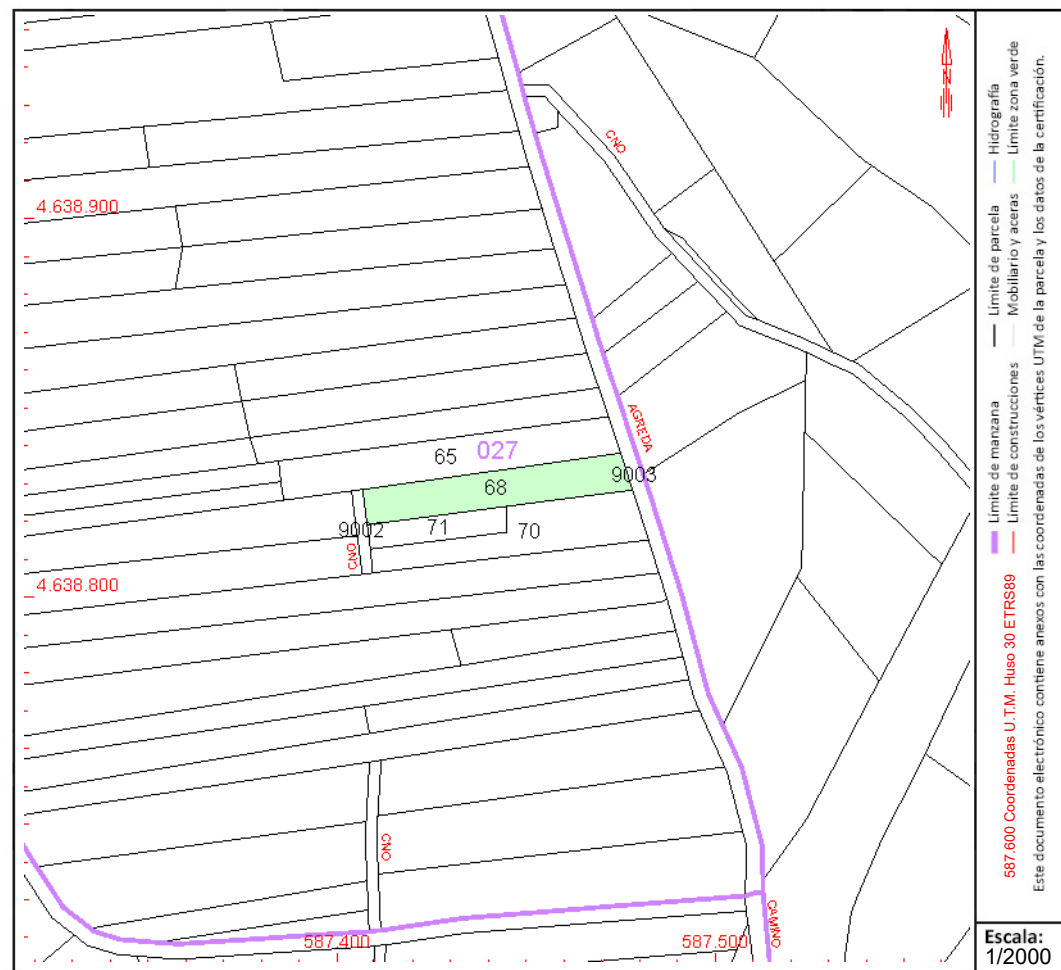 N
CNO
4.638.900
AGREDA
65
027
68
9003
9002
71
70
CNO
4.638.800
CNO
587.400
587.500
CAMINO
Límite de manzana
Límite de parcela
Hidrografía
Límite de construcciones
Mobiliario y aceras
Límite zona verde
587.600 Coordenadas U.T.M. Huso 30 ETRS89
Este documento electrónico contiene anexos con las coordenadas de los vértices UTM de la parcela y los datos de la certificación.
Escala:
1/2000